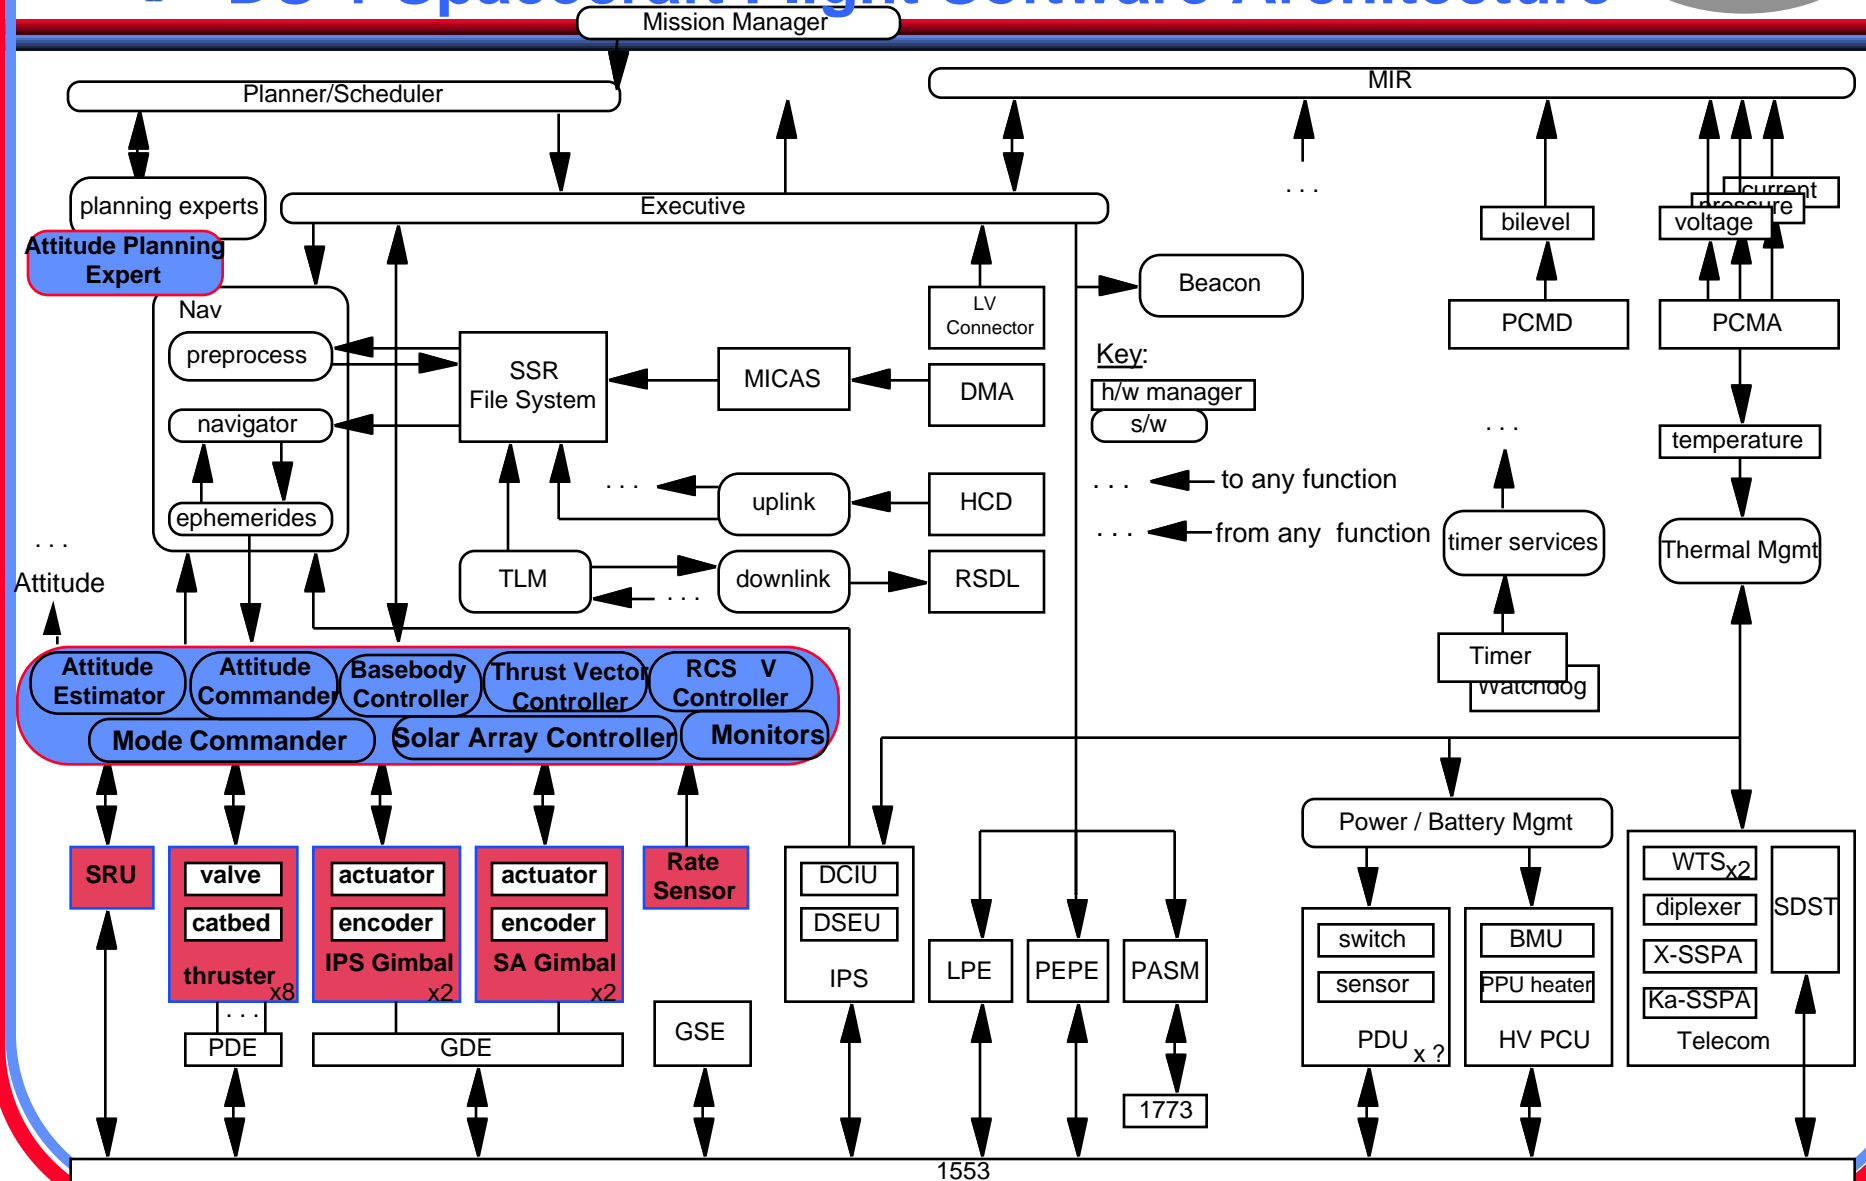 DS-1 Spacecraft Flight Software Architecture
Mission Manager
Planner/Scheduler
MIR
planning experts
Attitude Planning
Expert
Executive
current
pressure
voltage
bilevel
Nav
preprocess
navigator
ephemerides
SSR
File System
MICAS
LV
Connector
DMA
Beacon
Key:
h/w manager
s/w
. . . to any function
. . . from any function
PCMD
PCMA
temperature
. . .
. . .
. . .
uplink
HCD
TLM
downlink
RSDL
. . .
timer services
Thermal Mgmt
Timer
Watchdog
. . .
Attitude
Attitude
Estimator
Attitude
Commander
Basebody
Controller
Thrust Vector
Controller
RCS V
Controller
Mode Commander
Solar Array Controller
Monitors
SRU
valve
catbed
thruster
x8
actuator
encoder
IPS Gimbal
x2
actuator
encoder
SA Gimbal
x2
Rate
Sensor
DCIU
DSEU
IPS
LPE
PEPE
PASM
1773
Power / Battery Mgmt
switch
sensor
PDU
x ?
BMU
PPU heater
HV PCU
WTS
x2
diplexer
X-SSPA
Ka-SSPA
SDST
Telecom
. . .
PDE
GDE
GSE
1553